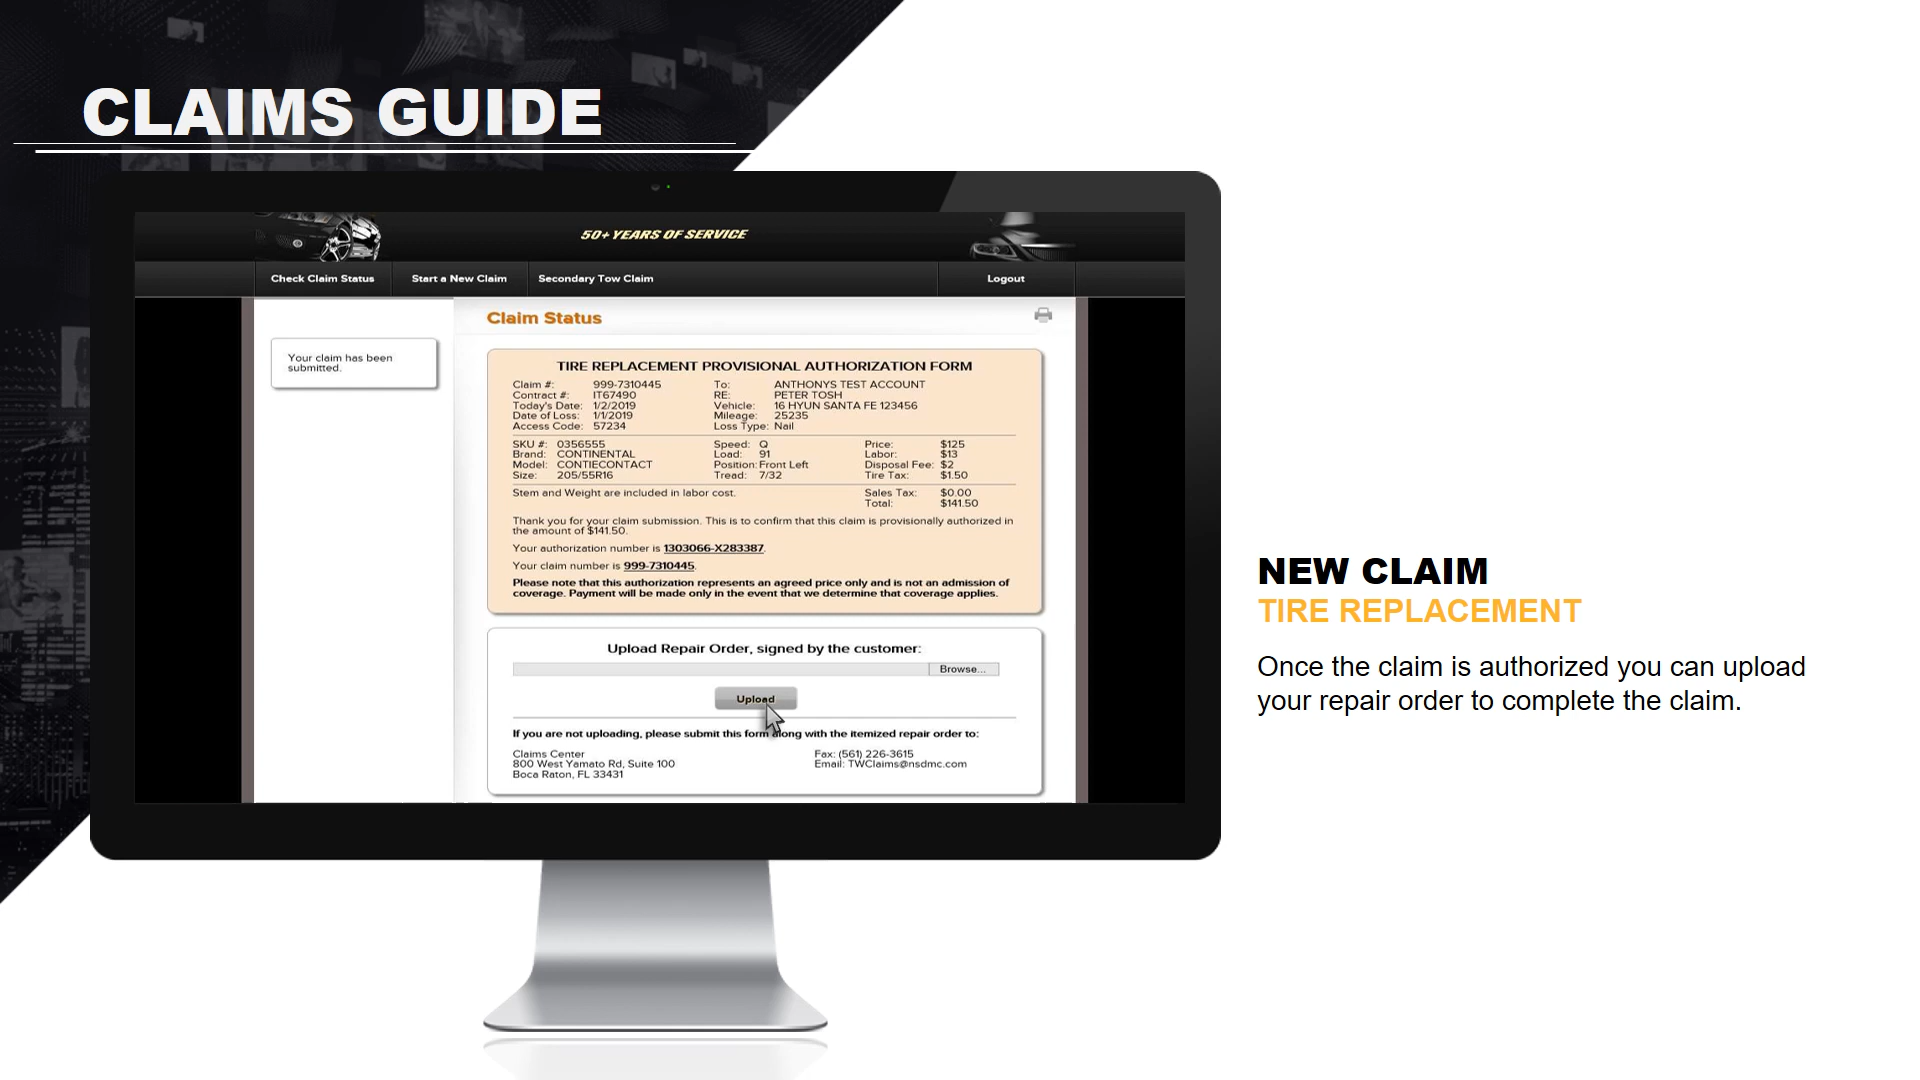 CLAIMS GUIDE
50+ YEARS OF SERVICE
Check Claim Status Start a New Claim Secondary Tow Claim Logout
Claim Status
Your claim has been
submitted.
TIRE REPLACEMENT PROVISIONAL AUTHORIZATION FORM
Claim #: 999-7310445 To: ANTHONYS TEST ACCOUNT
Contract #: IT67490 RE: PETER TOSH
Today's Date: 1/2/2019 Vehicle: 16 HYUN SANTA FE 123456
Date of Loss: 1/1/2019 Mileage: 25235
Access Code: 57234 Loss Type: Nail
SKU #: 0356555 Speed: Q Price: $125
Brand: CONTINENTAL Load: 91 Labor: $13
Model: CONTIECONTACT Position: Front Left Disposal Fee: $2
Size: 205/55R16 Tread: 7/32 Tire Tax: $1.50
Stem and Weight are included in labor cost. Sales Tax: $0.00
Total: $141.50
Thank you for your claim submission. This is to confirm that this claim is provisionally authorized in
the amount of $141.50.
Your authorization number is 1303066-X283387.
Your claim number is 999-7310445.
Please note that this authorization represents an agreed price only and is not an admission of
coverage. Payment will be made only in the event that we determine that coverage applies.
Upload Repair Order, signed by the customer:
Browse...
Upload
If you are not uploading, please submit this form along with the itemized repair order to:
Claims Center Fax: (561) 226-3615
800 West Yamato Rd, Suite 100 Email: TWClaims@nsdmc.com
Boca Raton, FL 33431
NEW CLAIM
TIRE REPLACEMENT
Once the claim is authorized you can upload
your repair order to complete the claim.